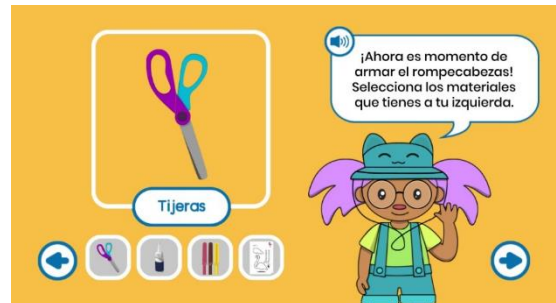 ¡Ahora es momento de
armar el rompecabezas!
Selecciona los materiales
que tienes a tu izquierda.
Tijeras